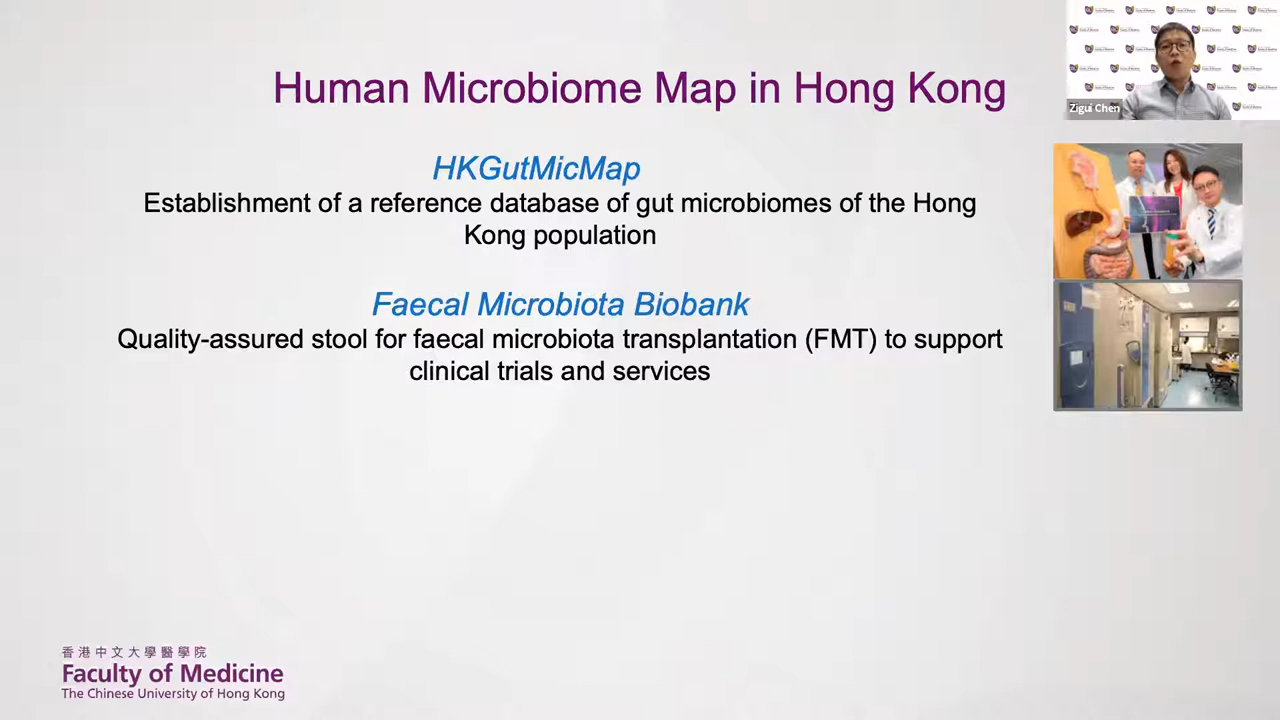 Human Microbiome Map in Hong Kong
Zigui Chen
HKGutMicMap
Establishment of a reference database of gut microbiomes of the Hong
Kong population
Faecal Microbiota Biobank
Quality-assured stool for faecal microbiota transplantation (FMT) to support
clinical trials and services
香港中文大學醫學院
Faculty of Medicine
The Chinese University of Hong Kong